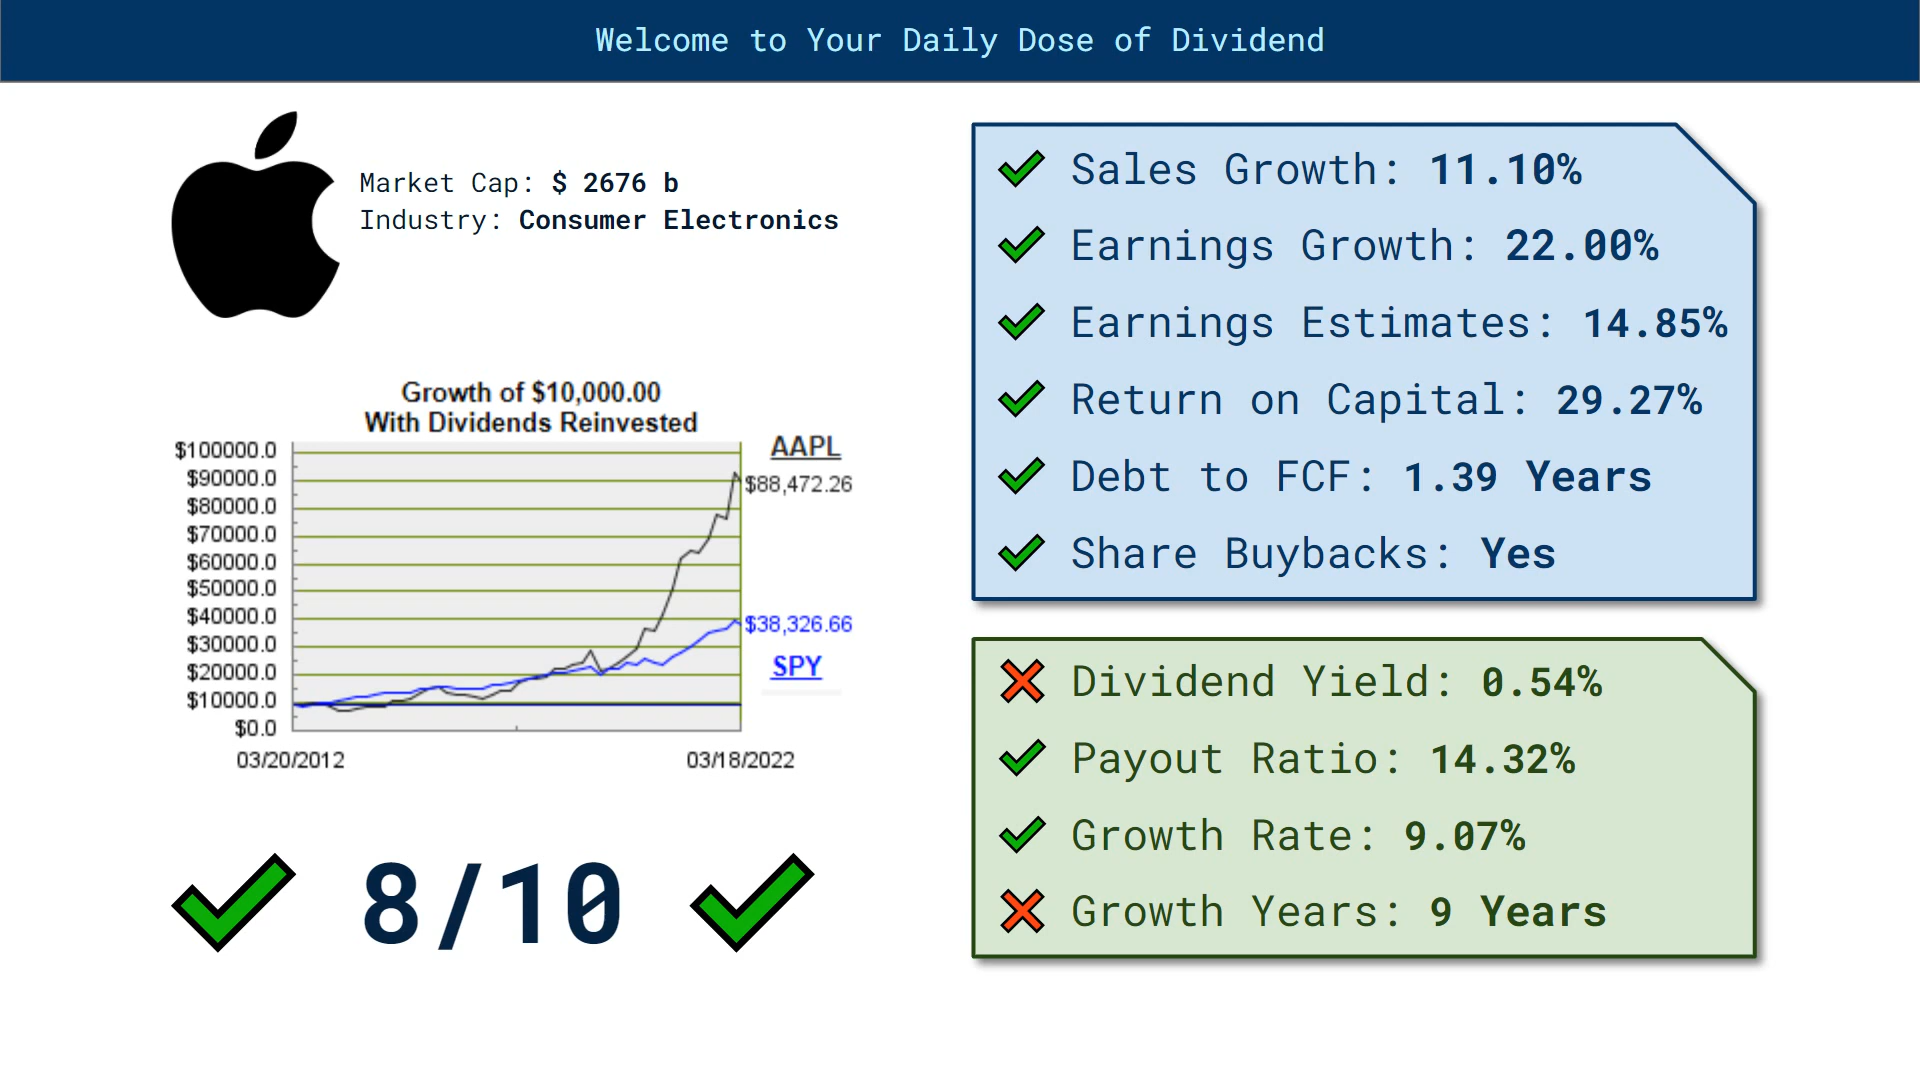 Welcome to Your Daily Dose of Dividend
Market Cap: $ 2676 b
Industry: Consumer Electronics
Growth of $10,000.00
With Dividends Reinvested
$100000.0
$90000.0
$80000.0
$70000.0
$60000.0
$50000.0
$40000.0
$30000.0
$20000.0
$10000.0
$0.0
03/20/2012
03/18/2022
AAPL
$88,472.26
$38,326.66
SPY
8/10
Sales Growth: 11.10%
Earnings Growth: 22.00%
Earnings Estimates: 14.85%
Return on Capital: 29.27%
Debt to FCF: 1.39 Years
Share Buybacks: Yes
Dividend Yield: 0.54%
Payout Ratio: 14.32%
Growth Rate: 9.07%
Growth Years: 9 Years